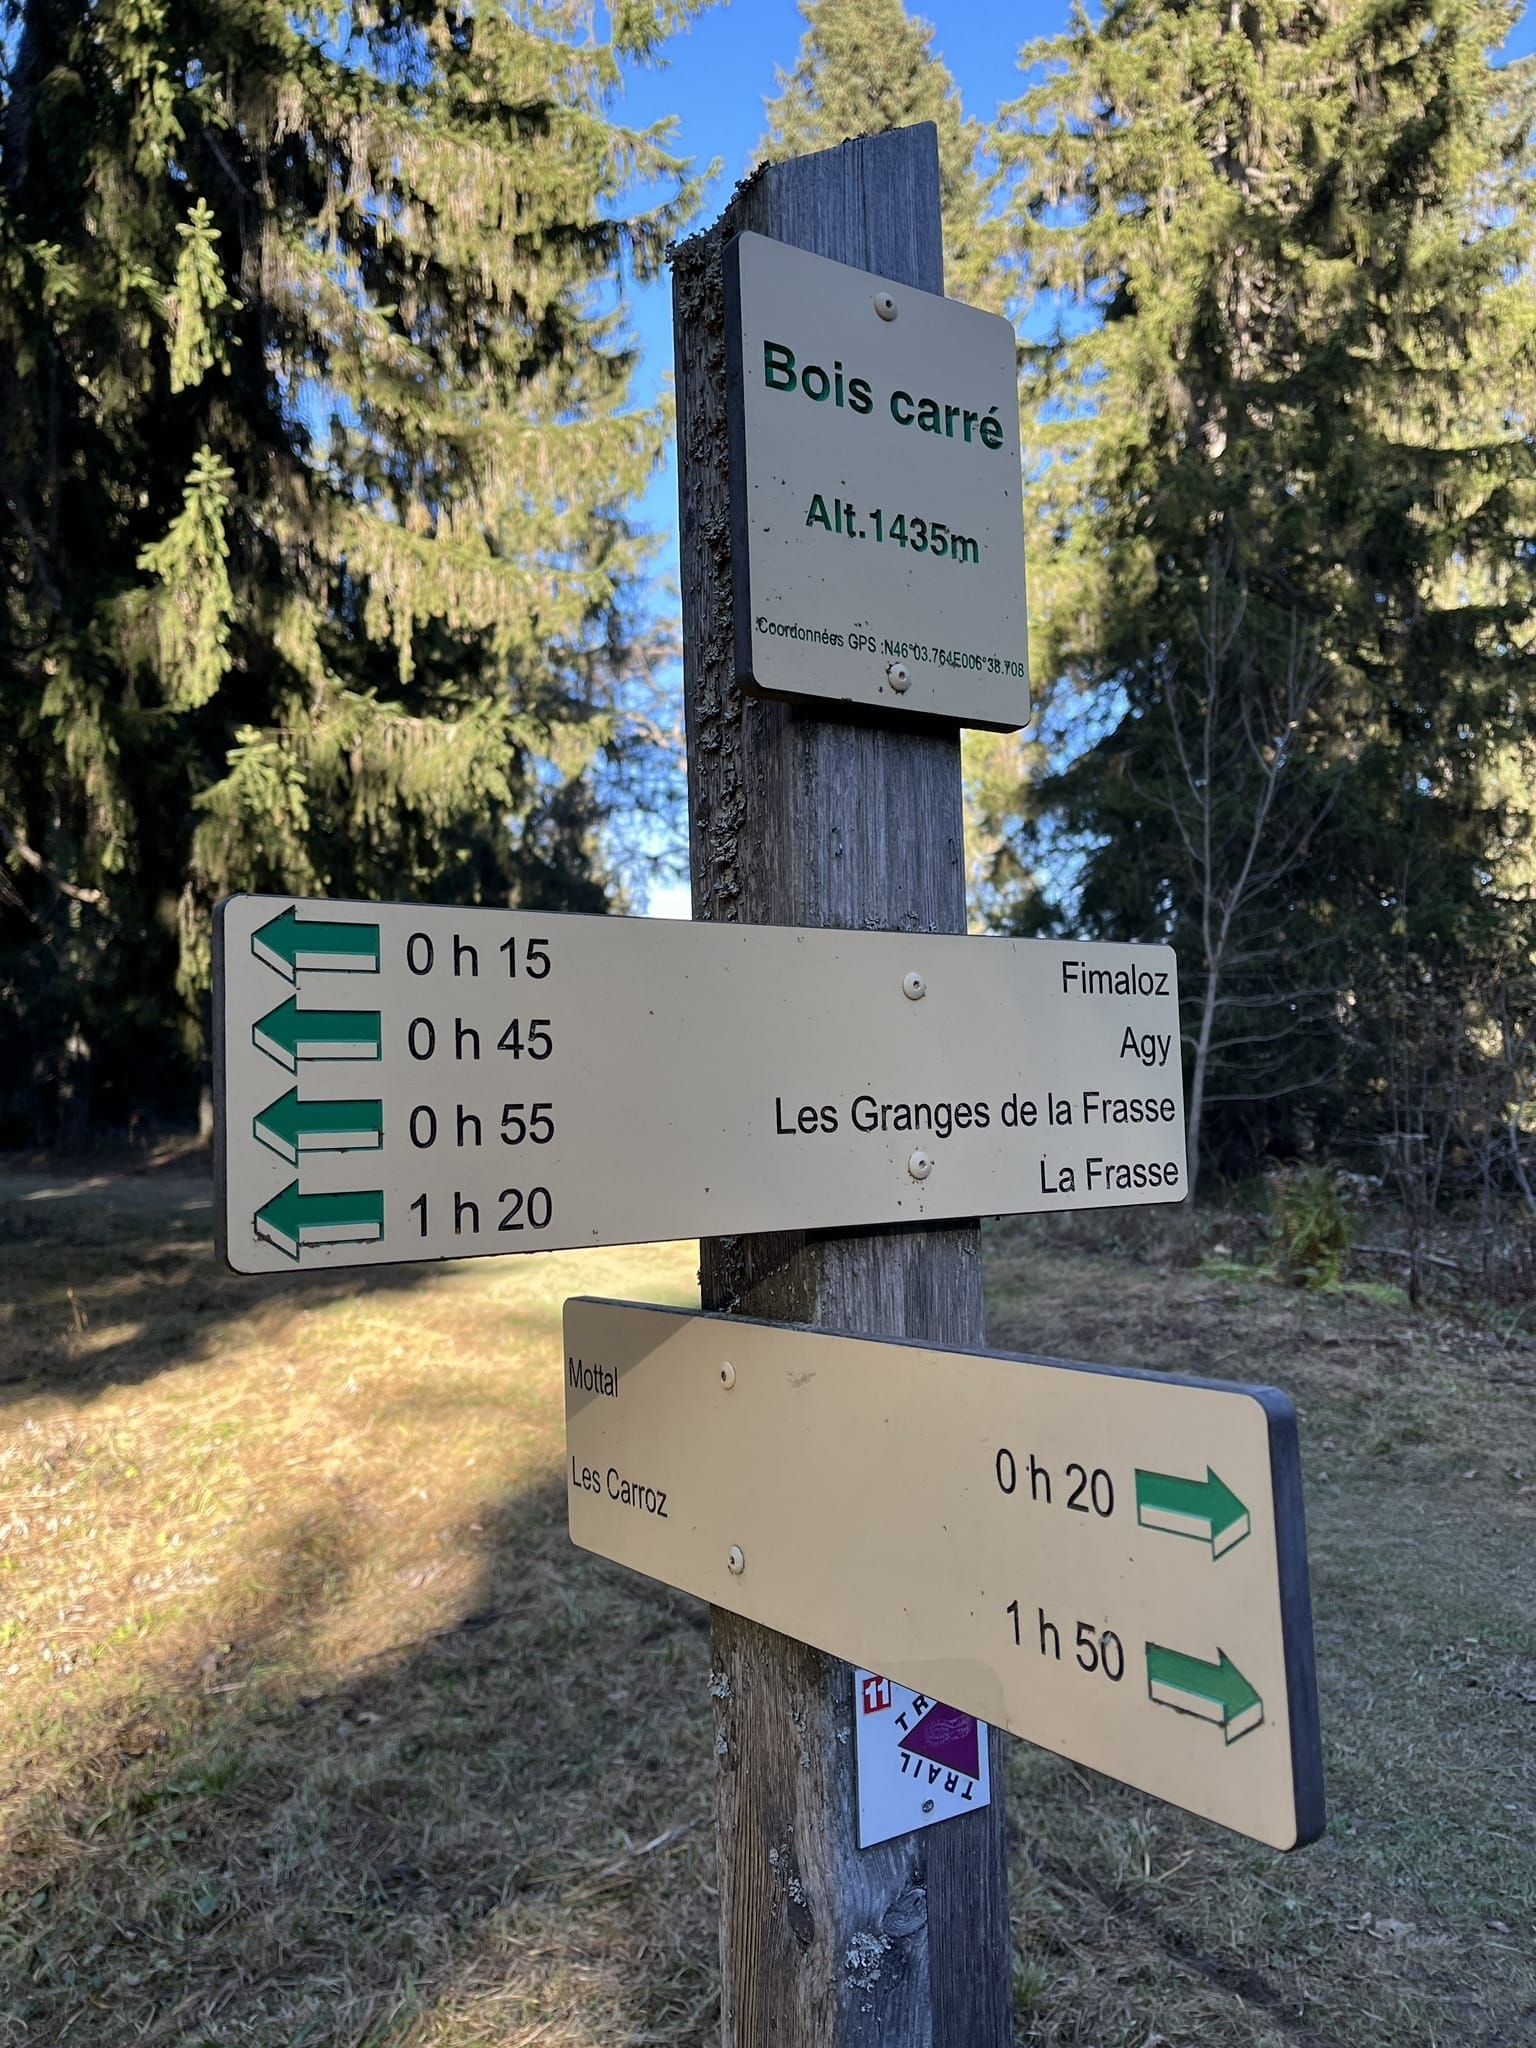 Bois carré
Alt.1435m
Coordonnées GPS :N46°03.764E006°38.708
0 h 15 Fimaloz
0 h 45 Agy
0 h 55 Les Granges de la Frasse
1 h 20 La Frasse
Mottal 0 h 20
Les Carroz 1 h 50
11
TR
TRAIL